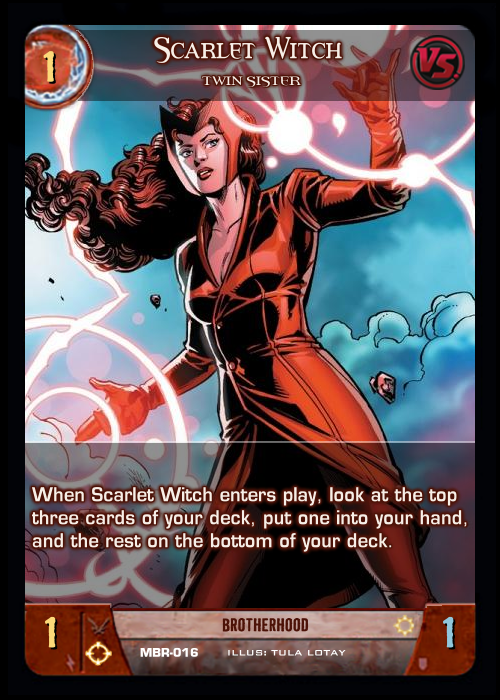 1
Scarlet Witch
VS
TWIN SISTER
When Scarlet Witch enters play, look at the top
three cards of your deck, put one into your hand,
and the rest on the bottom of your deck.
1
BROTHERHOOD
1
MBR-016 ILLUS: TULA LOTAY